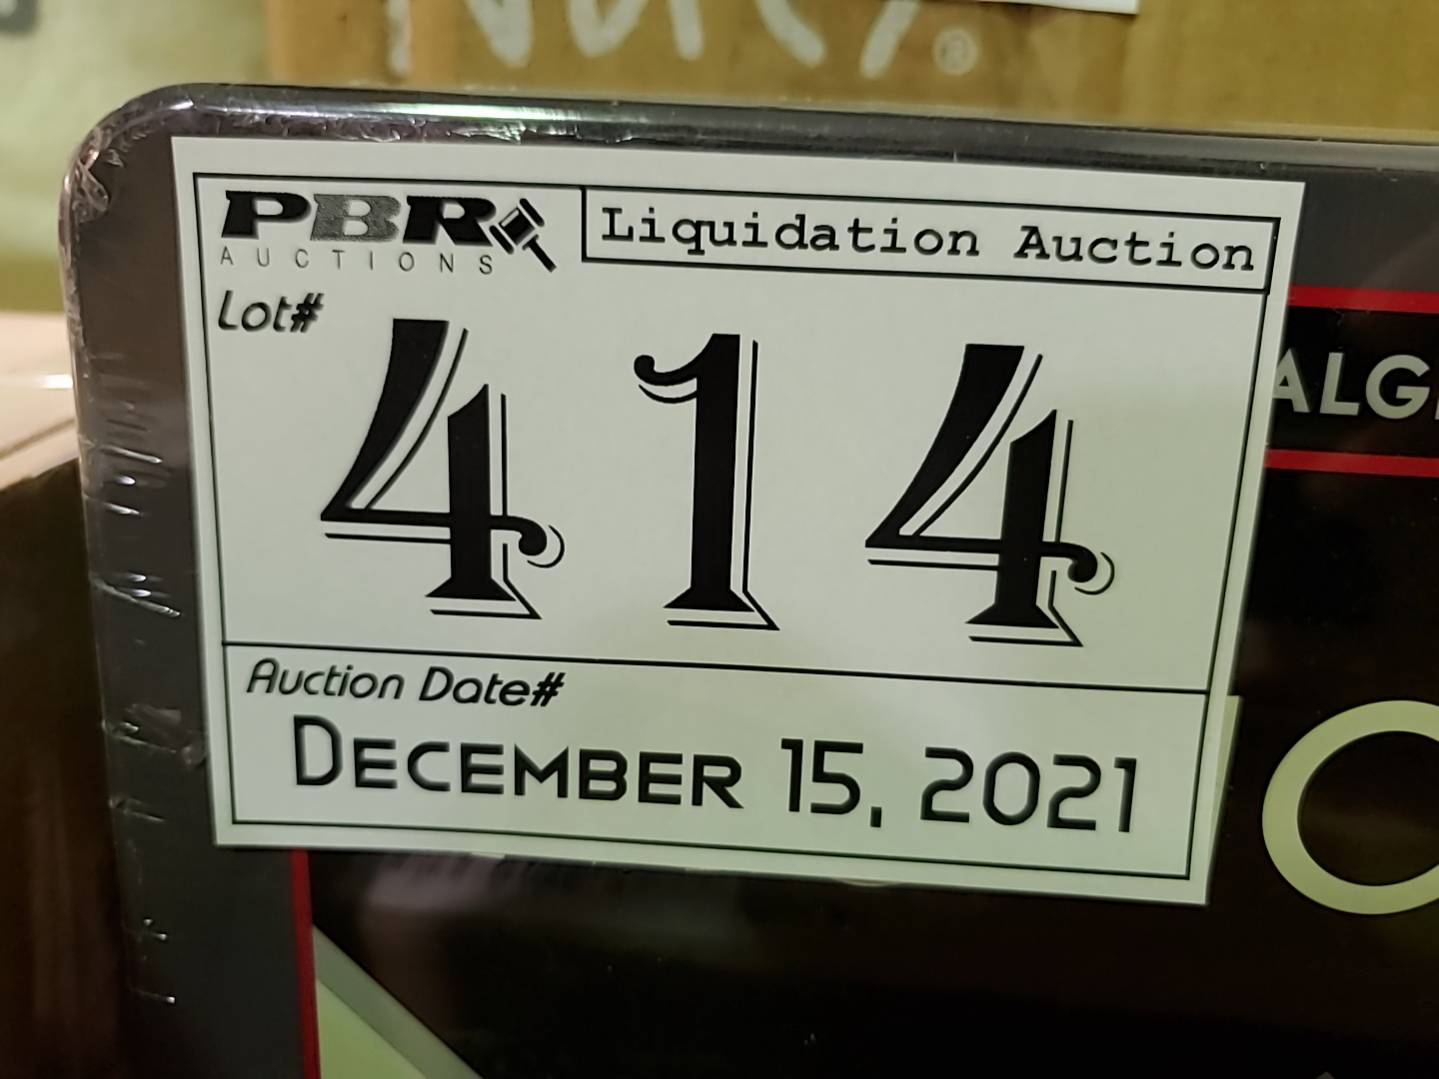 ®
PBR
AUCTIONS
Liquidation Auction
Lot#
414
ALG
Auction Date#
December 15, 2021